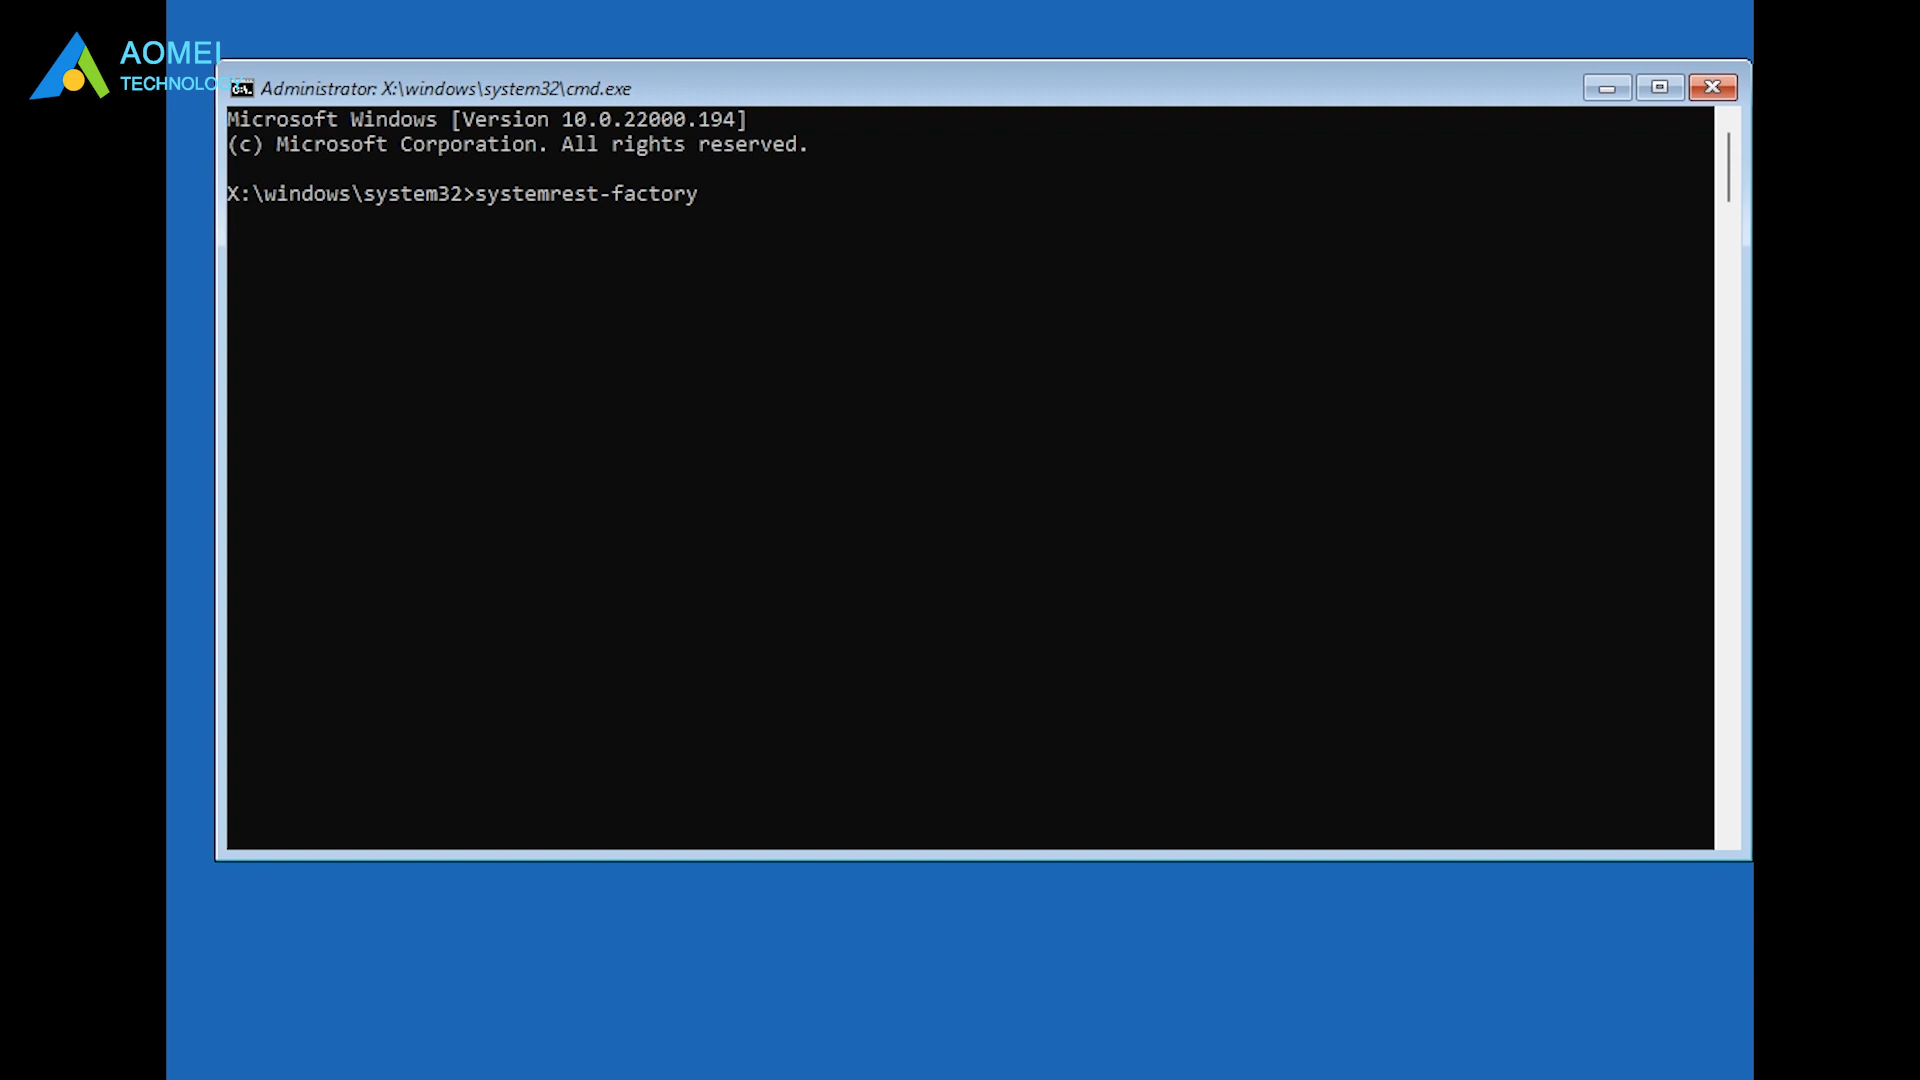 AOMEI
TECHNOLOGY
Administrator: X:\windows\system32\cmd.exe
Microsoft Windows [Version 10.0.22000.194]
(c) Microsoft Corporation. All rights reserved.
X:\windows\system32>systemrest-factory